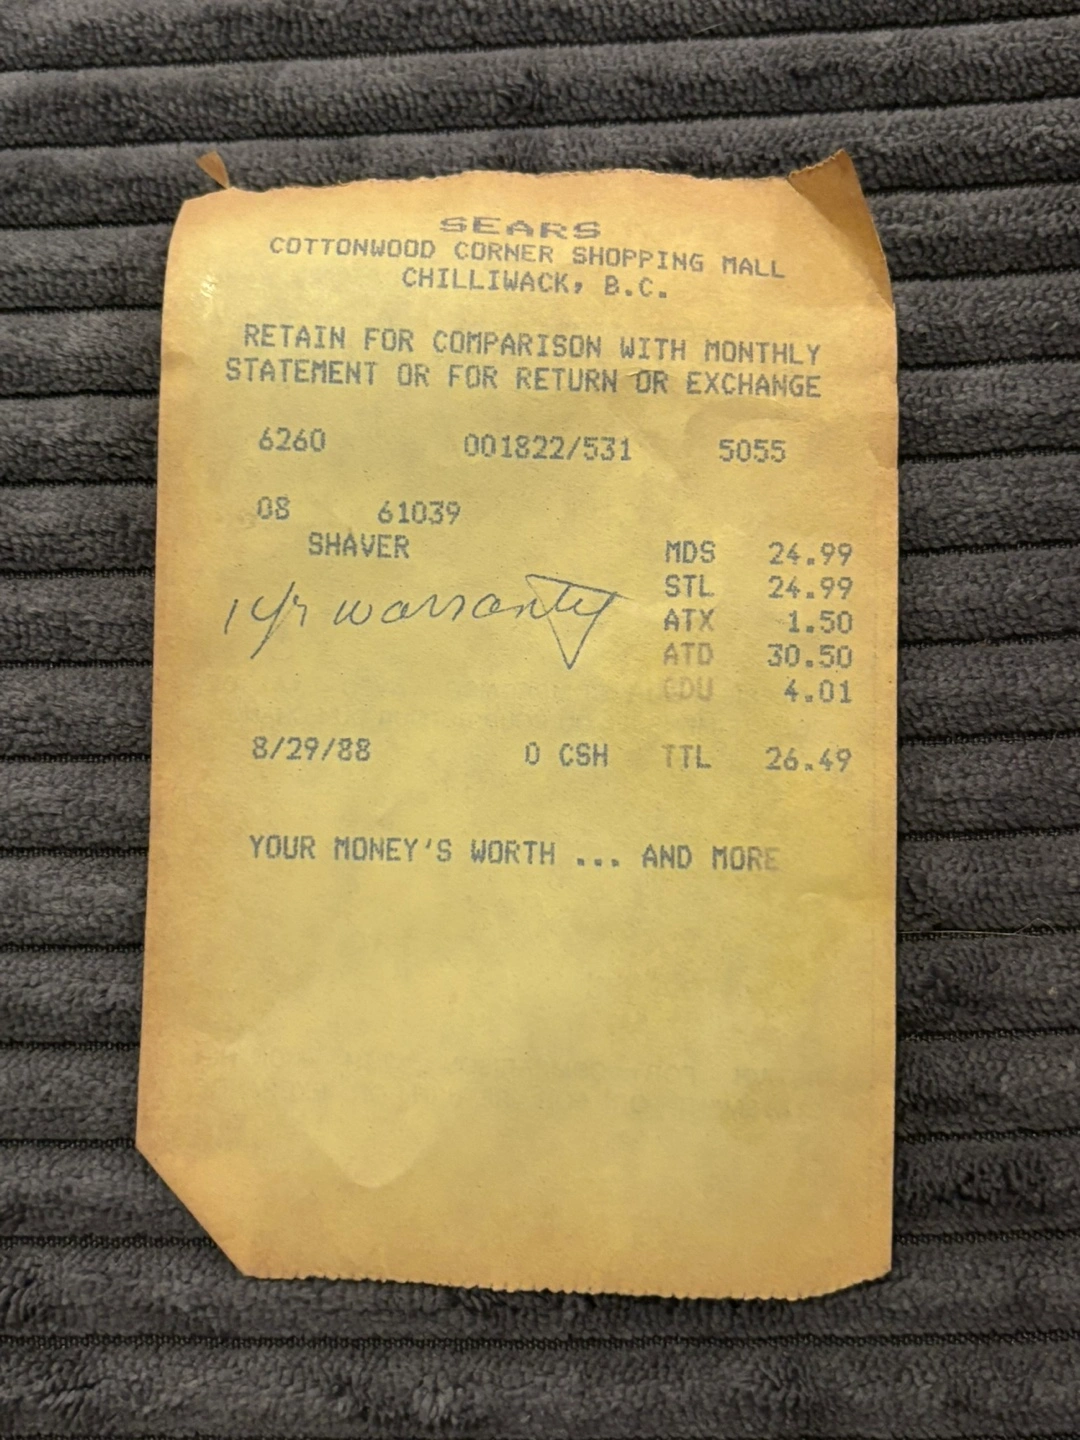 SEARS
COTTONWOOD CORNER SHOPPING MALL
CHILLIWACK, B.C.
RETAIN FOR COMPARISON WITH MONTHLY
STATEMENT OR FOR RETURN OR EXCHANGE
6260 001822/531 5055
08 61039
SHAVER MDS 24.99
STL 24.99
1 yr warranty ATX 1.50
ATD 30.50
CDU 4.01
8/29/88 0 CSH TTL 26.49
YOUR MONEY'S WORTH ... AND MORE